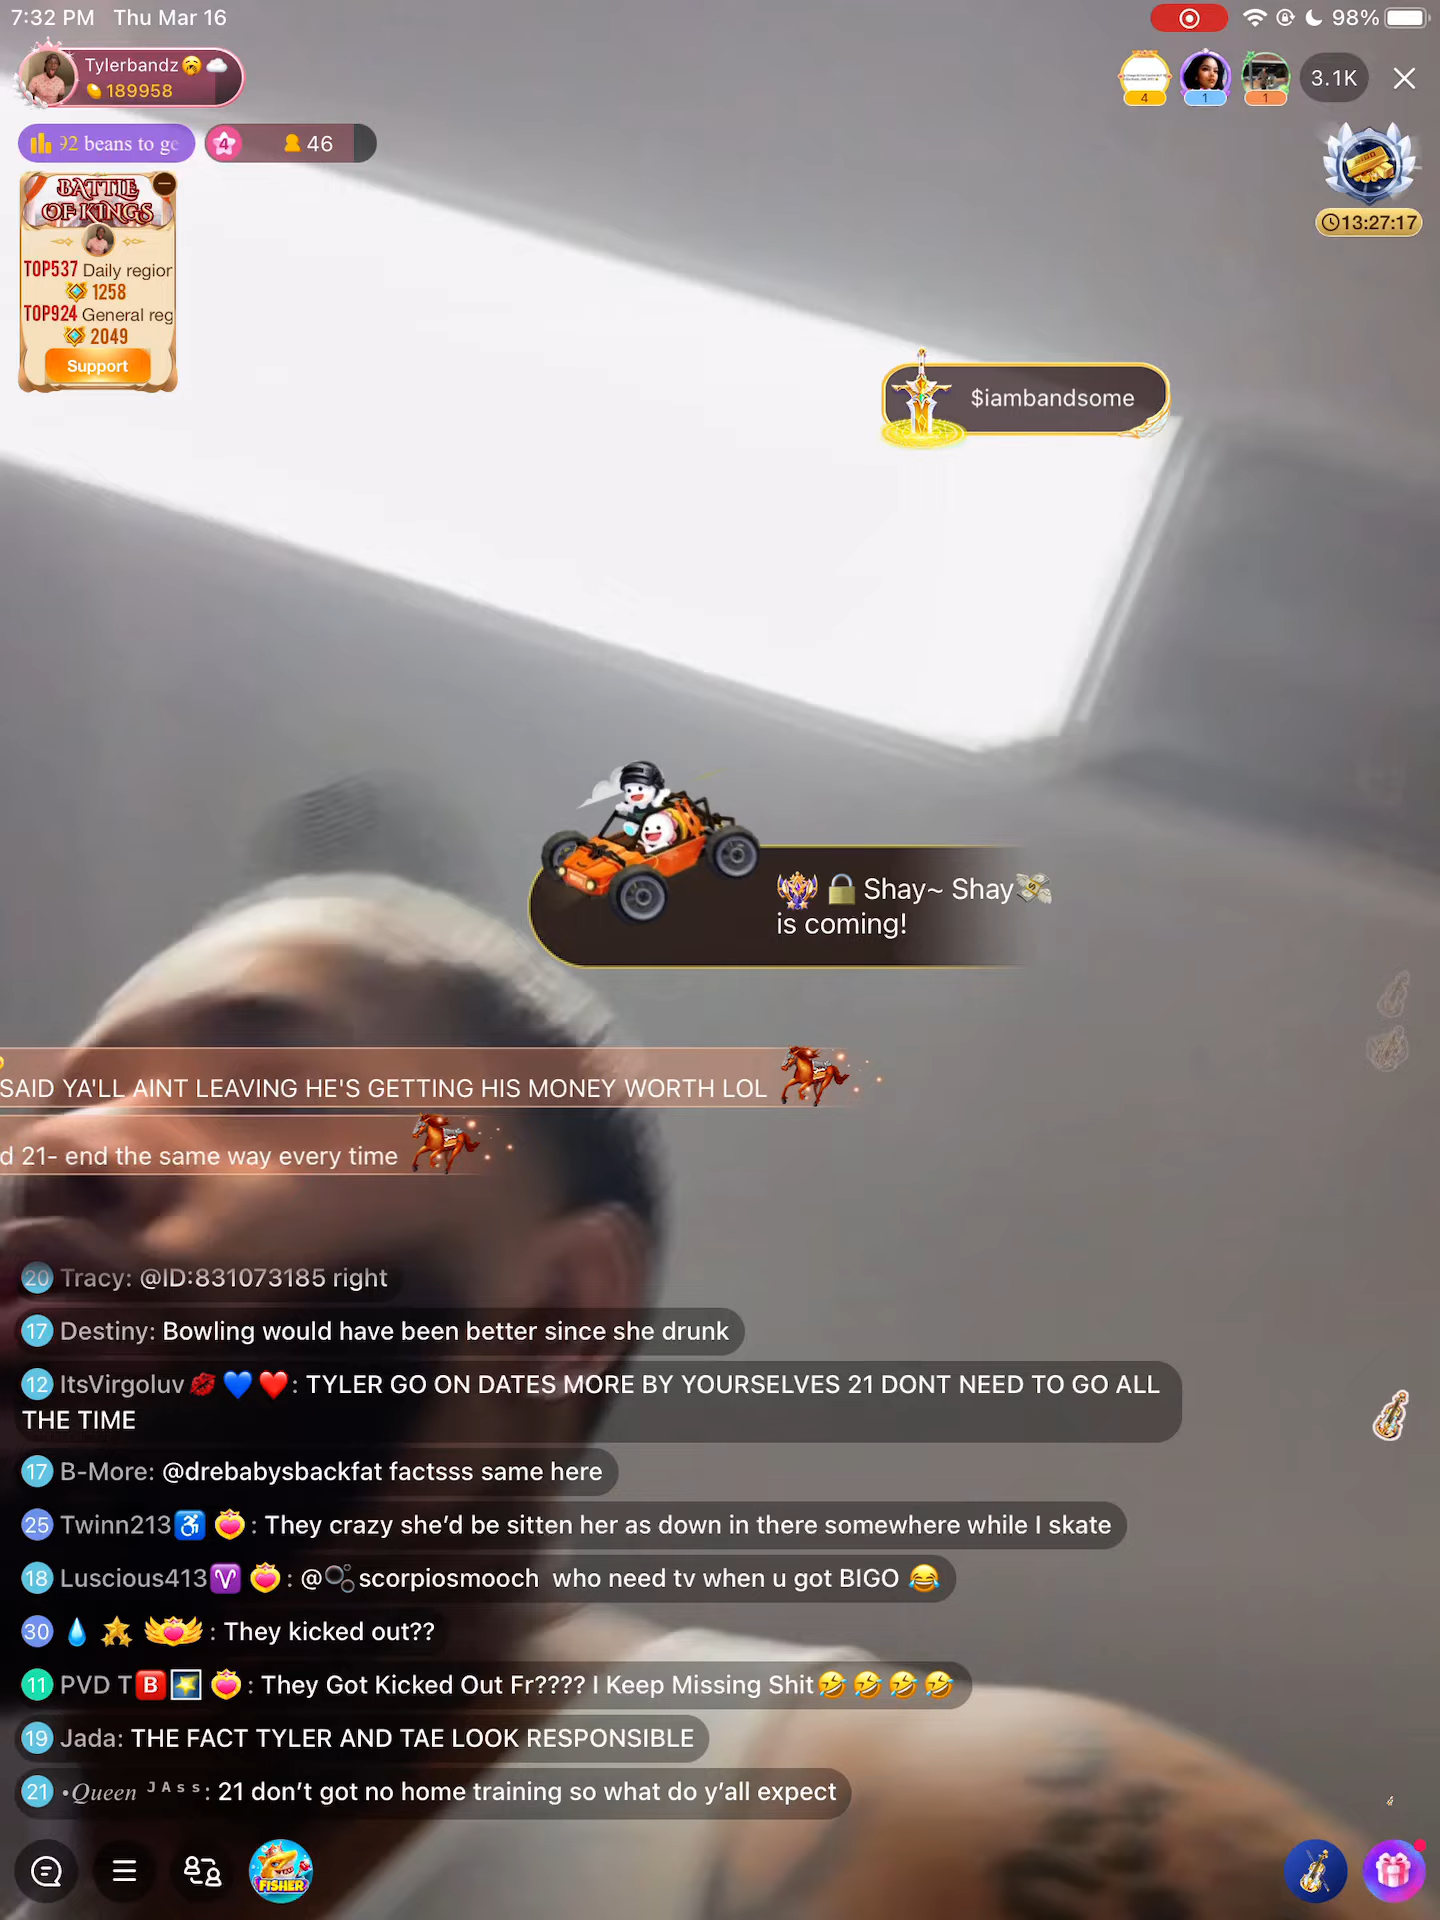 7:32 PM Thu Mar 16
98%
Tylerbandz🥱☁️
189958
4
1
1
3.1K
92 beans to ge
4
46
BATTLE
OF KINGS
TOP537 Daily region
1258
TOP924 General reg
2049
Support
BIGO
13:27:17
$iambandsome
🔒 Shay~ Shay💸
is coming!
SAID YA'LL AINT LEAVING HE'S GETTING HIS MONEY WORTH LOL
d 21- end the same way every time
20 Tracy: @ID:831073185 right
17 Destiny: Bowling would have been better since she drunk
12 ItsVirgoluv💋💙❤️: TYLER GO ON DATES MORE BY YOURSELVES 21 DONT NEED TO GO ALL
THE TIME
17 B-More: @drebabysbackfat factsss same here
25 Twinn213♿: They crazy she’d be sitten her as down in there somewhere while I skate
18 Luscious413♈: @🫧scorpiosmooch who need tv when u got BIGO 😂
30 💧: They kicked out??
11 PVD T🅱️: They Got Kicked Out Fr???? I Keep Missing Shit🤣🤣🤣🤣
19 Jada: THE FACT TYLER AND TAE LOOK RESPONSIBLE
21 •𝑄𝑢𝑒𝑒𝑛 ᴶᴬˢˢ: 21 don’t got no home training so what do y’all expect
FISHER